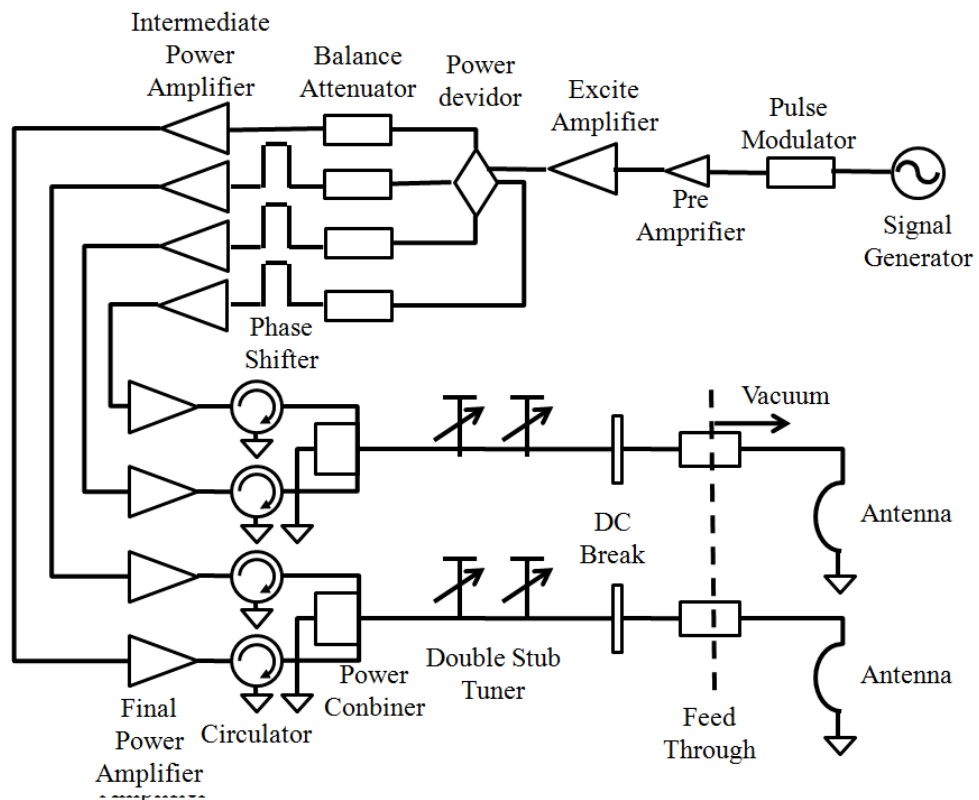 Intermediate
Power
Amplifier
Balance
Attenuator
Power
devidor
Excite
Amplifier
Pulse
Modulator
Pre
Amprifier
Signal
Generator
Phase
Shifter
Vacuum
DC
Break
Antenna
Double Stub
Tuner
Antenna
Power
Conbiner
Final
Power
Amplifier
Circulator
Feed
Through